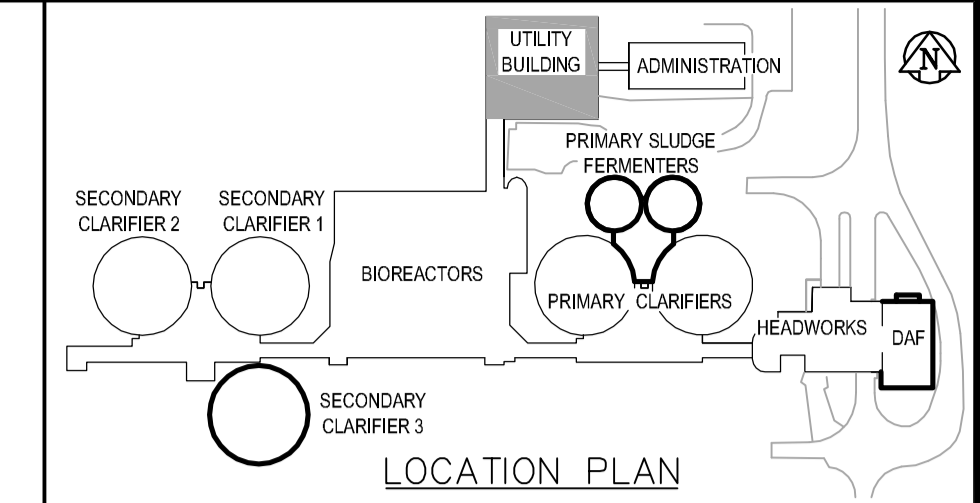 UTILITY
BUILDING
ADMINISTRATION
N
PRIMARY SLUDGE
FERMENTERS
SECONDARY
CLARIFIER 2
SECONDARY
CLARIFIER 1
BIOREACTORS
PRIMARY CLARIFIERS
HEADWORKS
DAF
SECONDARY
CLARIFIER 3
LOCATION PLAN